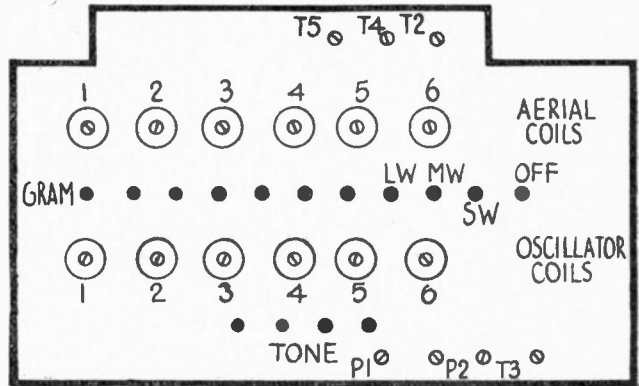 T5 T4 T2
1 2 3 4 5 6
AERIAL
COILS
LW MW OFF
GRAM
SW
OSCILLATOR
COILS
1 2 3 4 5 6
TONE
P1 P2 T3